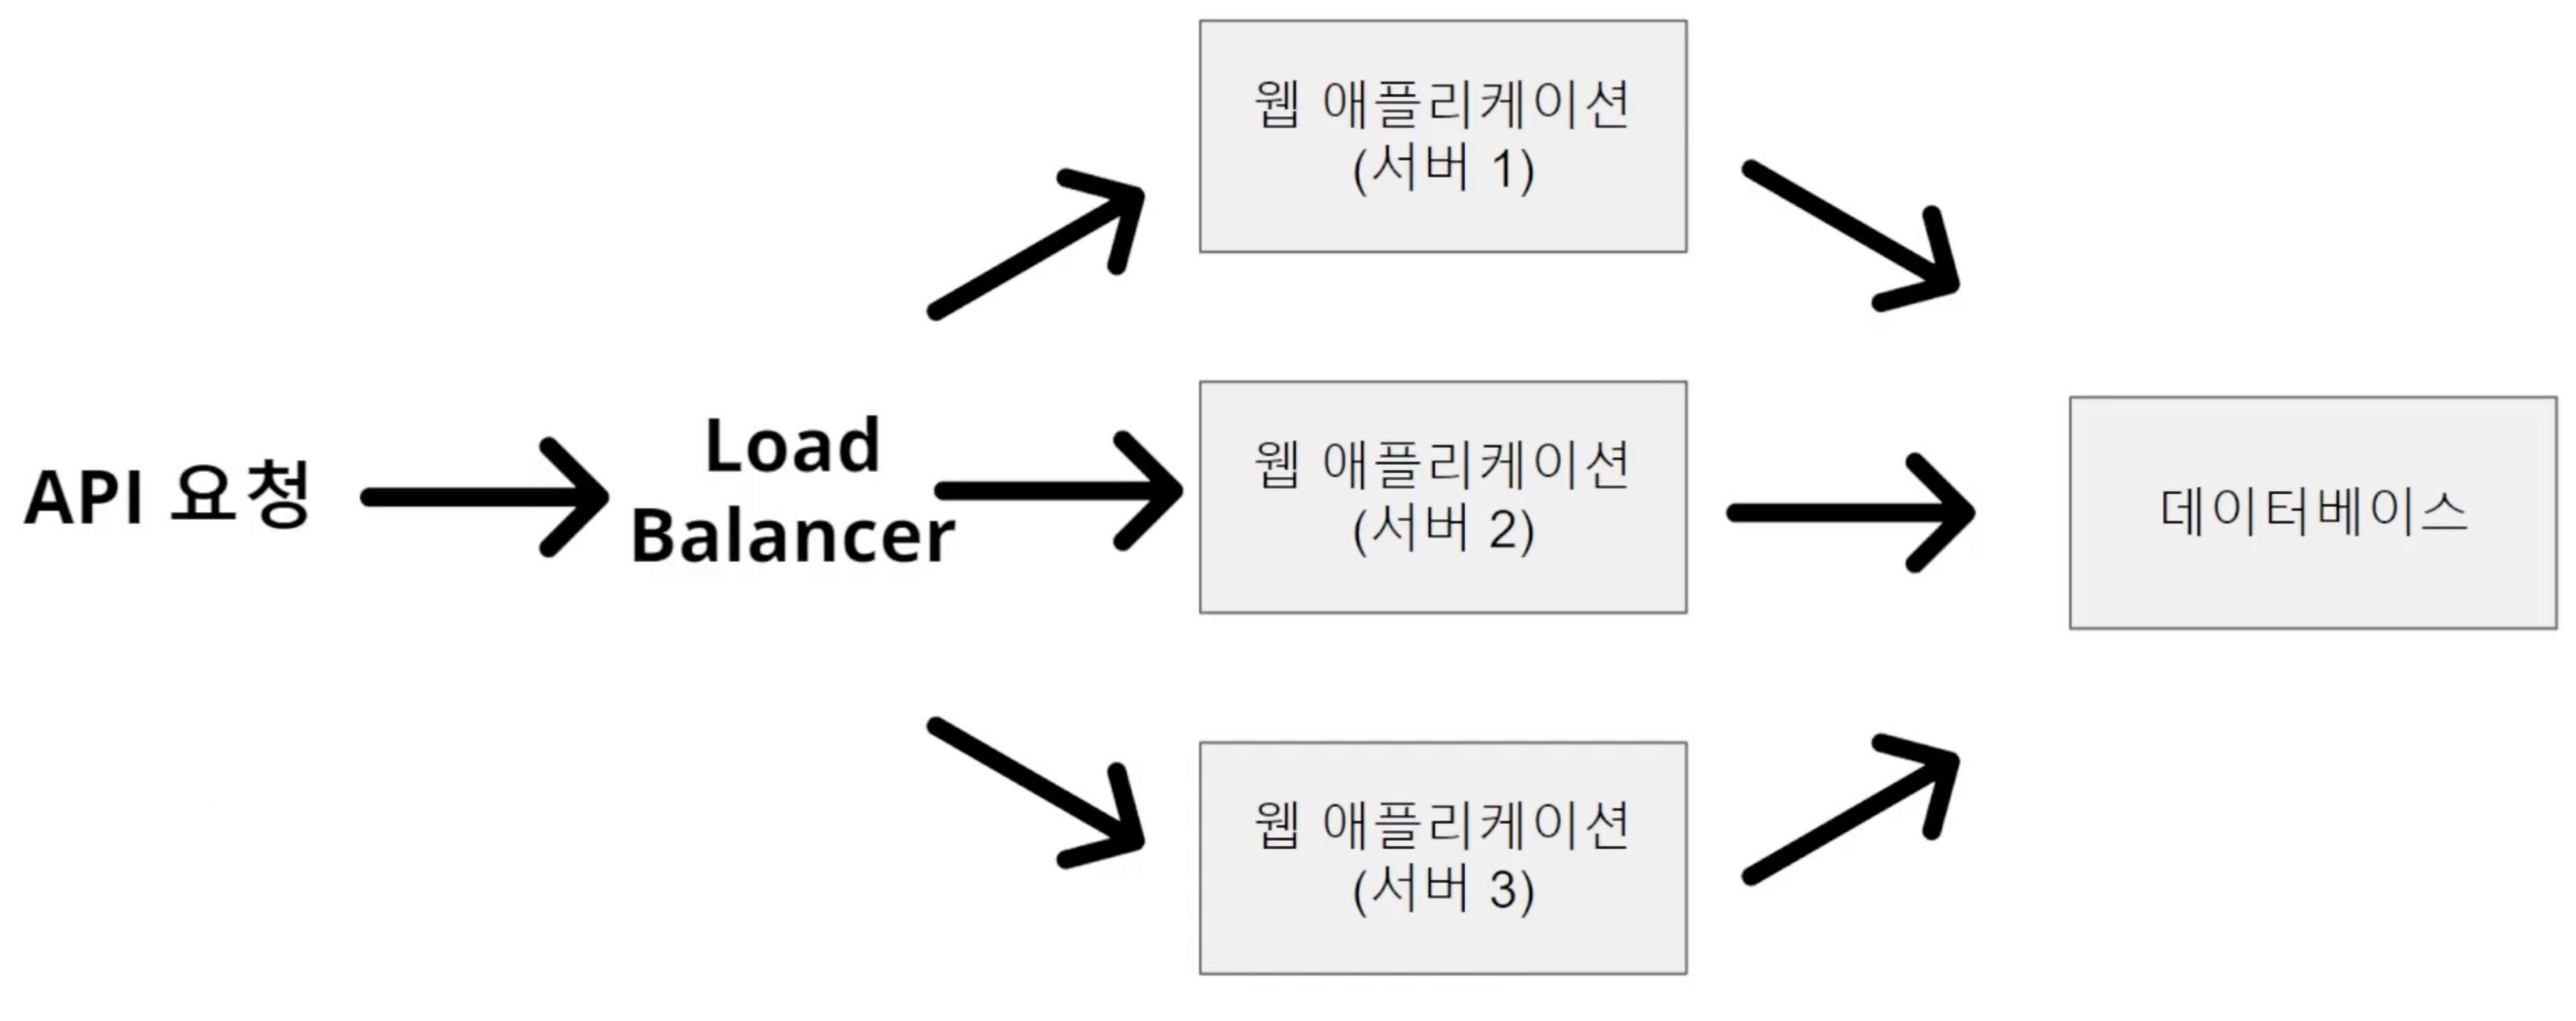 API 요청
Load
Balancer
웹 애플리케이션
(서버 1)
웹 애플리케이션
(서버 2)
웹 애플리케이션
(서버 3)
데이터베이스